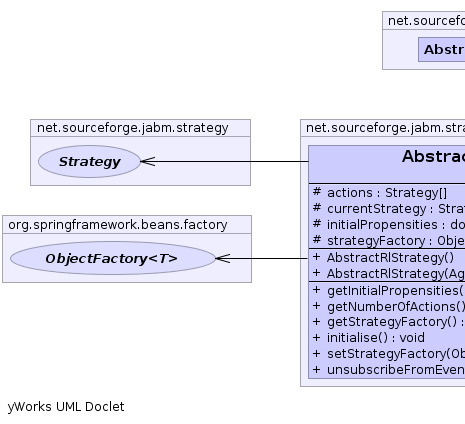 net.sourcefo
Abstr
net.sourceforge.jabm.strategy
Strategy
org.springframework.beans.factory
ObjectFactory<T>
net.sourceforge.jabm.stra
Abstrac
# actions : Strategy[]
# currentStrategy : Strat
# initialPropensities : do
# strategyFactory : Obje
+ AbstractRlStrategy()
+ AbstractRlStrategy(Ag
+ getInitialPropensities(
+ getNumberOfActions()
+ getStrategyFactory() :
+ initialise() : void
+ setStrategyFactory(Ob
+ unsubscribeFromEven
yWorks UML Doclet